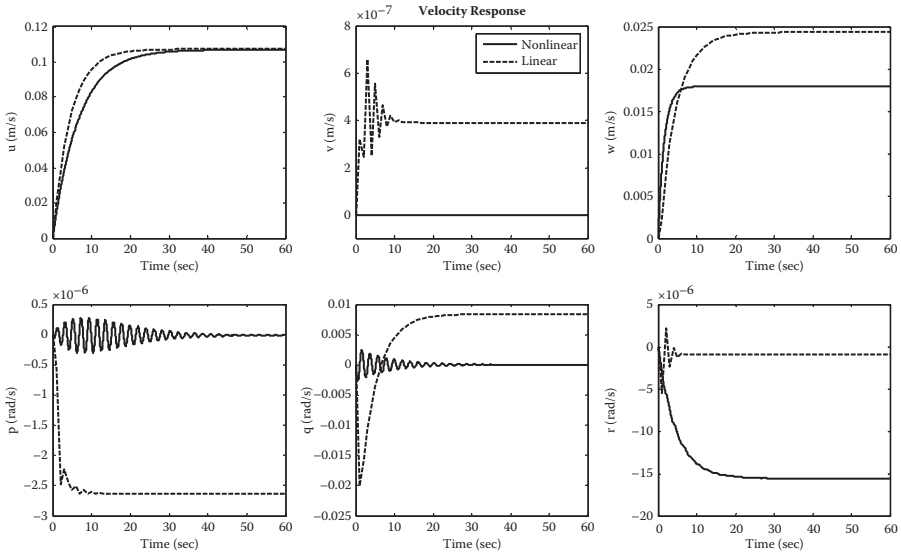 Velocity Response
0.12
0.1
0.08
0.06
0.04
0.02
0
u (m/s)
0 10 20 30 40 50 60
Time (sec)
×10⁻⁷
8
6
4
2
0
v (m/s)
Nonlinear
Linear
0 10 20 30 40 50 60
Time (sec)
0.025
0.02
0.015
0.01
0.005
0
w (m/s)
0 10 20 30 40 50 60
Time (sec)
×10⁻⁶
0.5
0
−0.5
−1
−1.5
−2
−2.5
−3
p (rad/s)
0 10 20 30 40 50 60
Time (sec)
0.01
0.005
0
−0.005
−0.01
−0.015
−0.02
−0.025
q (rad/s)
0 10 20 30 40 50 60
Time (sec)
×10⁻⁶
5
0
−5
−10
−15
−20
r (rad/s)
0 10 20 30 40 50 60
Time (sec)